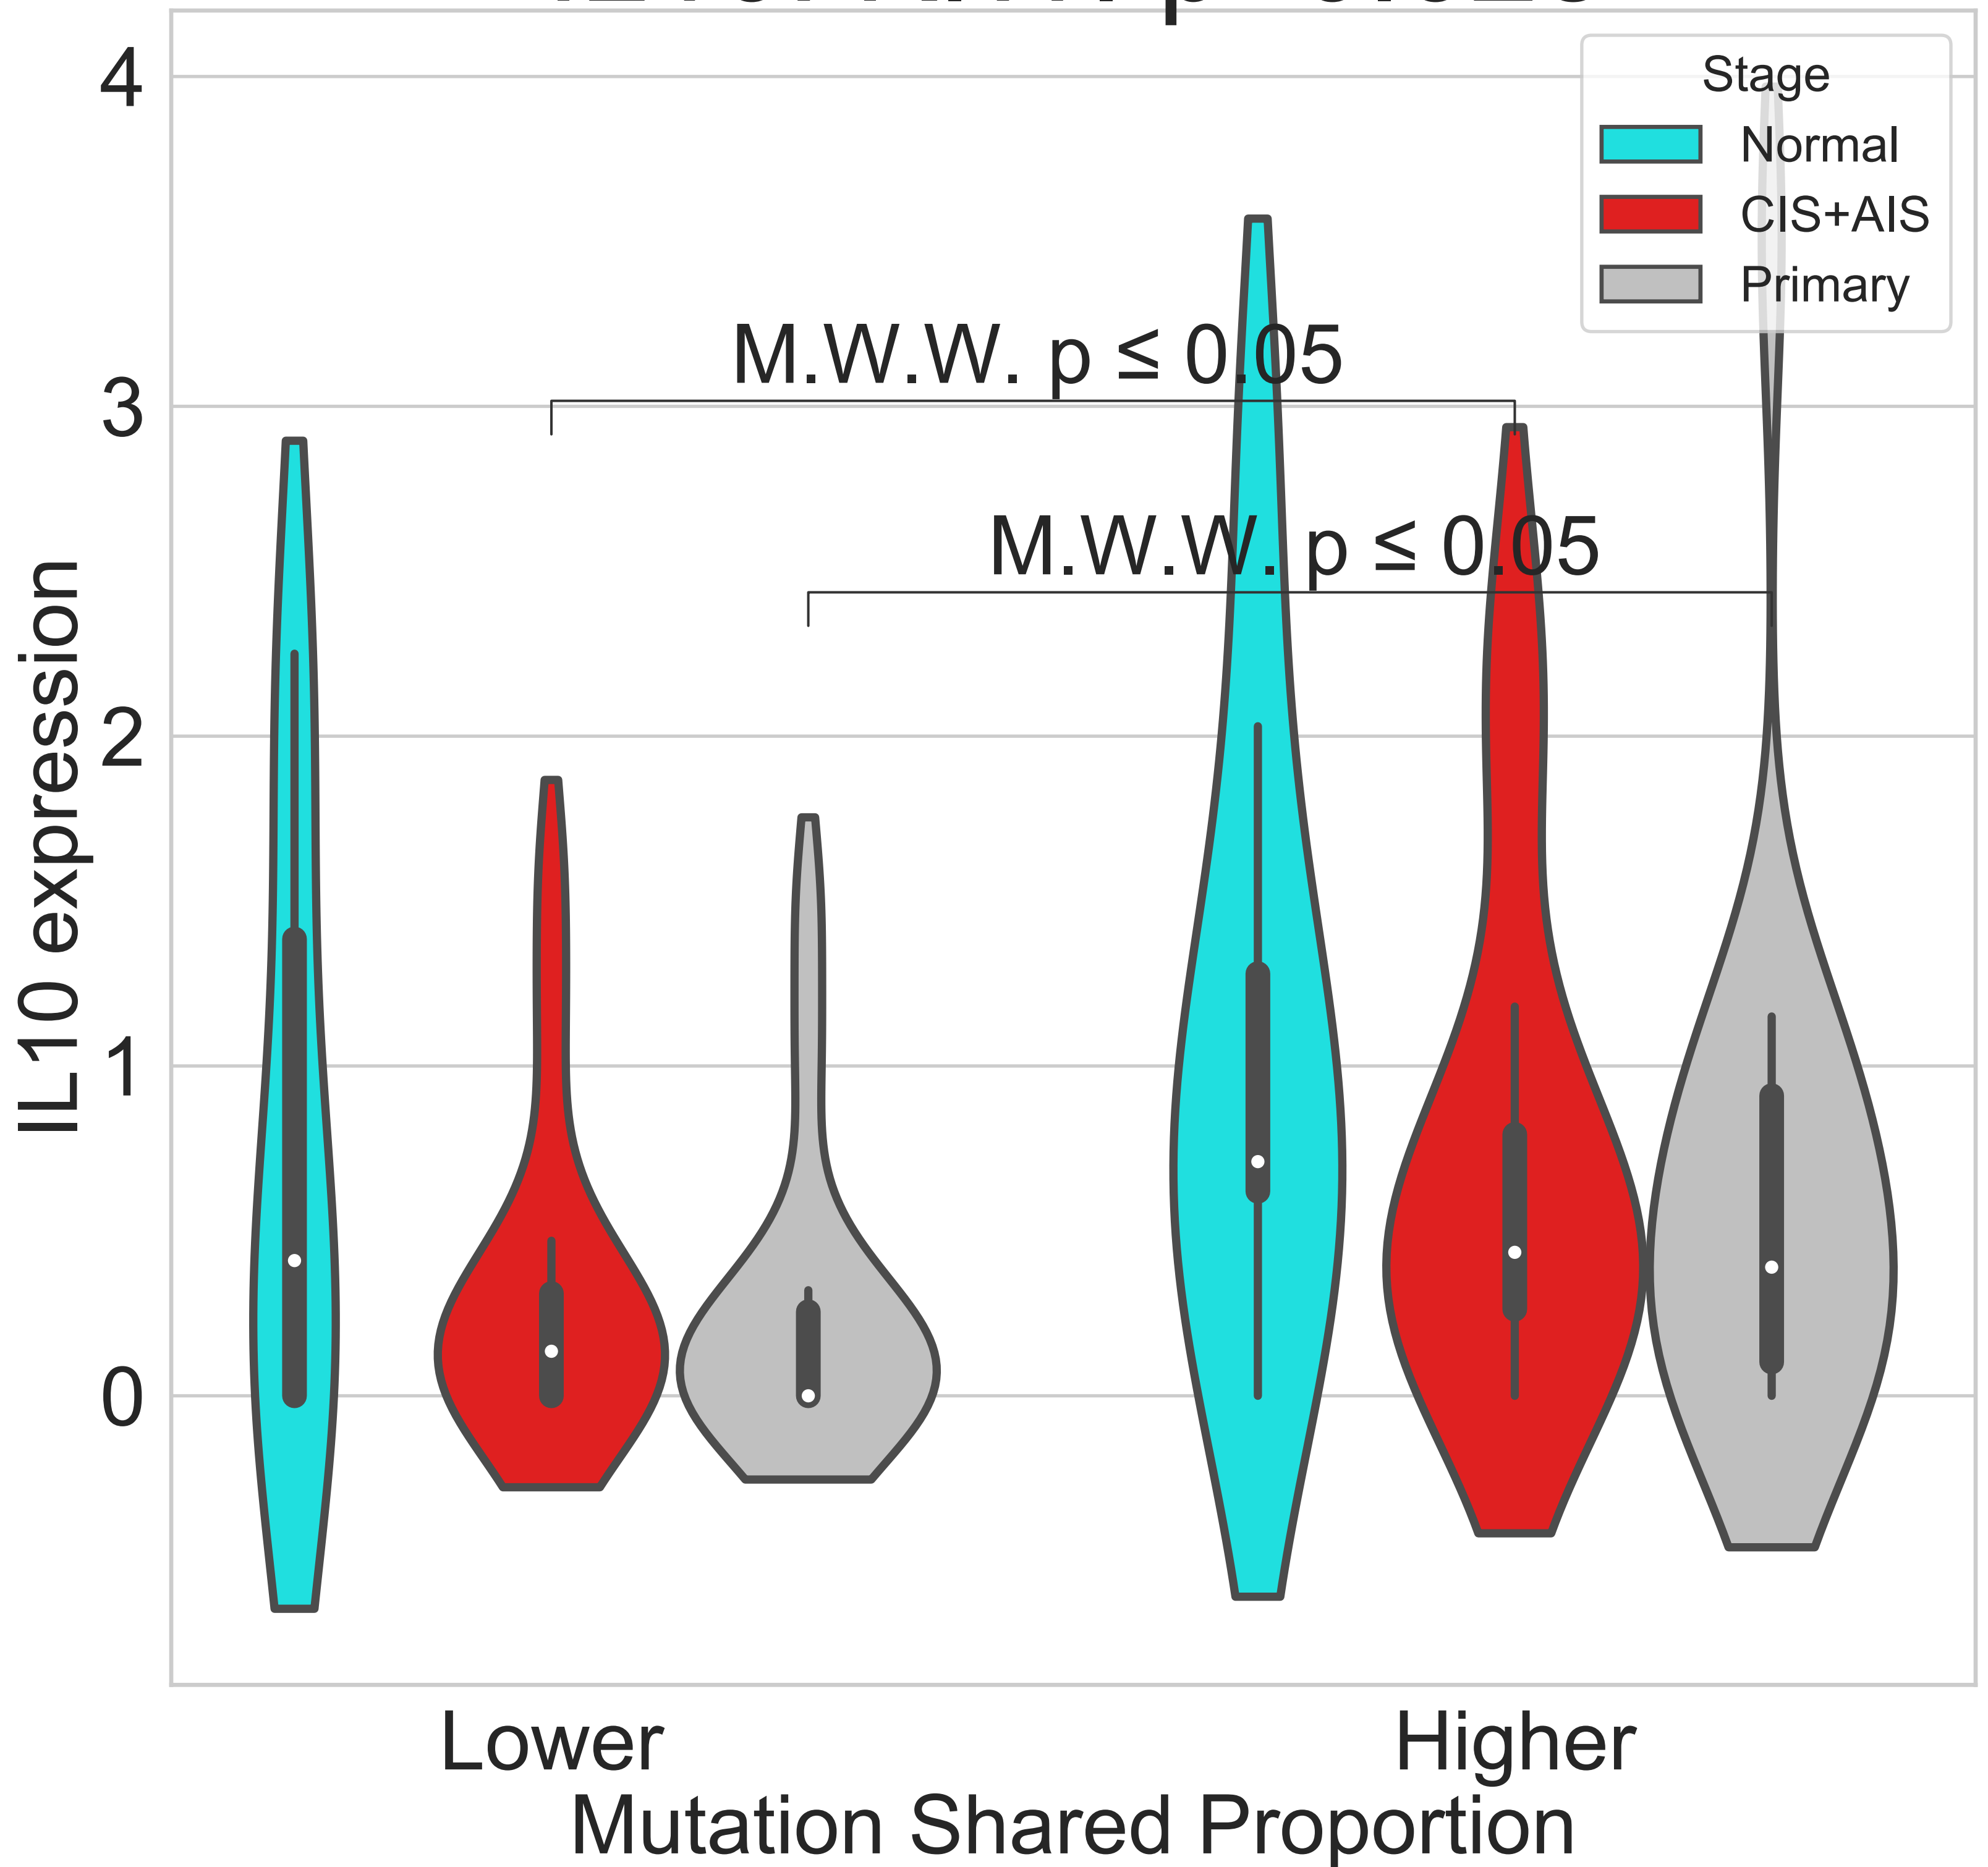 4
3
2
1
0
IL10 expression
Stage
Normal
CIS+AIS
Primary
M.W.W. p ≤ 0.05
M.W.W. p ≤ 0.05
Lower
Higher
Mutation Shared Proportion